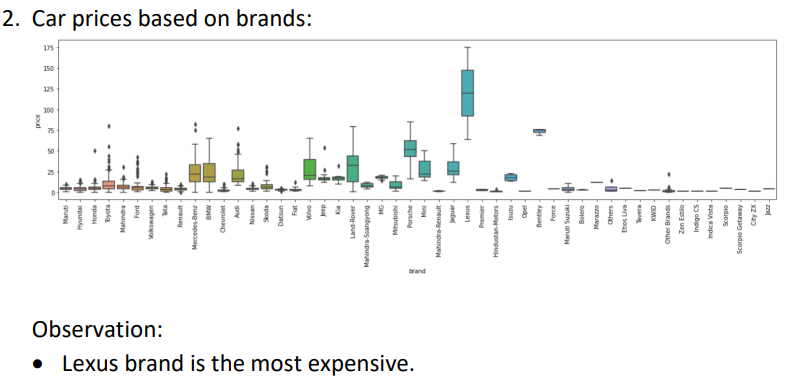 2. Car prices based on brands:
175
150
125
100
75
50
25
0
price
Maruti
Hyundai
Honda
Toyota
Mahindra
Ford
Volkswagen
Tata
Renault
Mercedes-Benz
BMW
Chevrolet
Audi
Nissan
Skoda
Datsun
Fiat
Volvo
Jeep
Kia
Land-Rover
Mahindra-Ssangyong
MG
Mitsubishi
Porsche
Mini
Mahindra-Renault
Jaguar
Lexus
Premier
Hindustan-Motors
Isuzu
Opel
Bentley
Force
Maruti Suzuki
Bolero
Marazzo
Others
Etios Liva
Tavera
KWID
Other Brands
Zen Estilo
Indigo CS
Indica Vista
Scorpio
Scorpio Getaway
City ZX
Jazz
brand
Observation:
• Lexus brand is the most expensive.